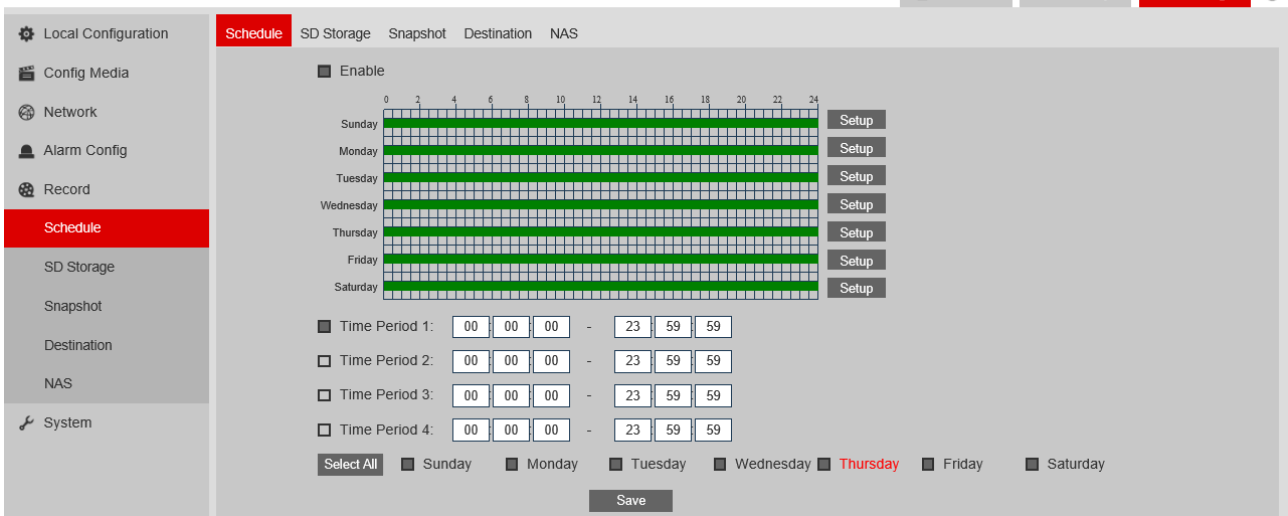 Local Configuration
Config Media
Network
Alarm Config
Record
Schedule
SD Storage
Snapshot
Destination
NAS
System
Schedule SD Storage Snapshot Destination NAS
Enable
0 2 4 6 8 10 12 14 16 18 20 22 24
Sunday Setup
Monday Setup
Tuesday Setup
Wednesday Setup
Thursday Setup
Friday Setup
Saturday Setup
Time Period 1: 00 : 00 : 00 - 23 : 59 : 59
Time Period 2: 00 : 00 : 00 - 23 : 59 : 59
Time Period 3: 00 : 00 : 00 - 23 : 59 : 59
Time Period 4: 00 : 00 : 00 - 23 : 59 : 59
Select All Sunday Monday Tuesday Wednesday Thursday Friday Saturday
Save